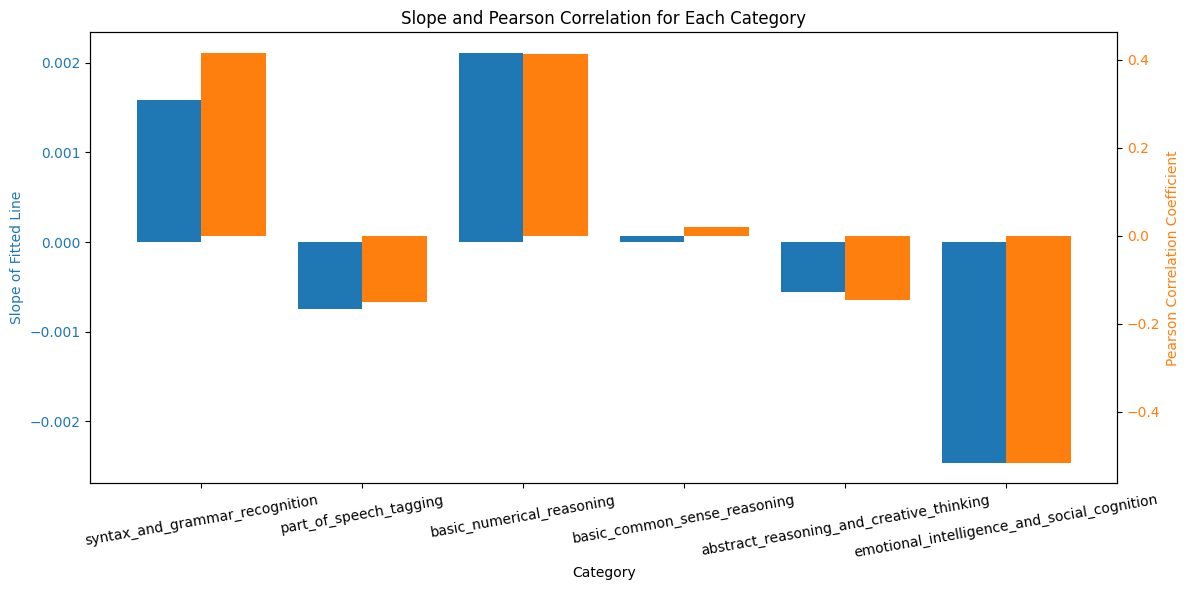 Slope and Pearson Correlation for Each Category
0.002
0.001
0.000
−0.001
−0.002
Slope of Fitted Line
0.4
0.2
0.0
−0.2
−0.4
Pearson Correlation Coefficient
syntax_and_grammar_recognition
part_of_speech_tagging
basic_numerical_reasoning
basic_common_sense_reasoning
abstract_reasoning_and_creative_thinking
emotional_intelligence_and_social_cognition
Category